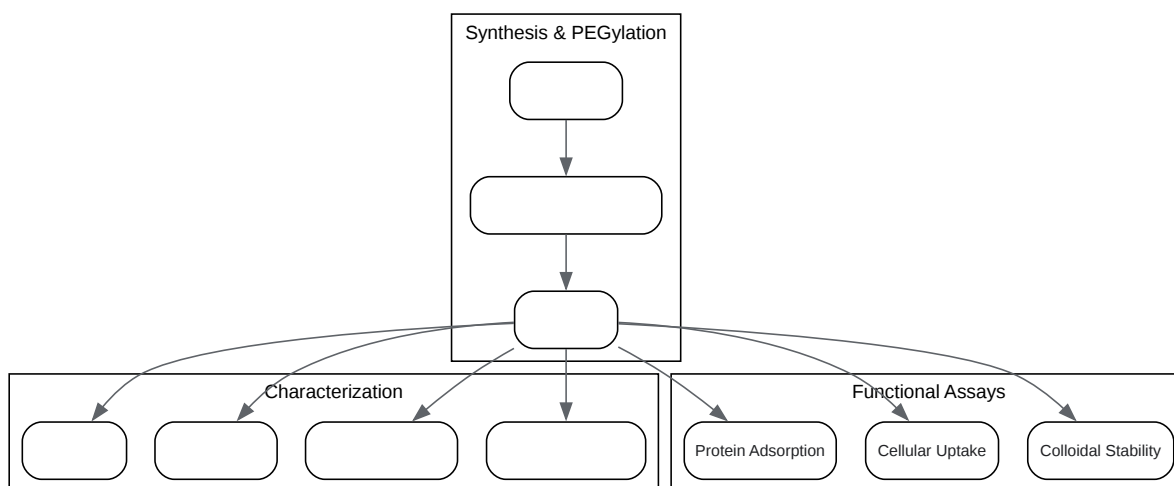 Synthesis & PEGylation
Characterization
Functional Assays
Protein Adsorption
Cellular Uptake
Colloidal Stability